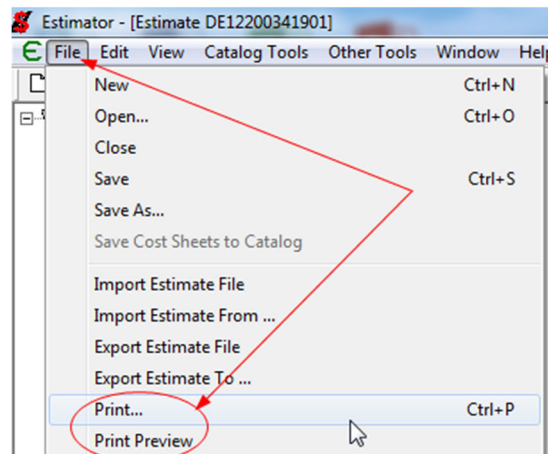 Estimator - [Estimate DE12200341901]
File Edit View Catalog Tools Other Tools Window Help
New Ctrl+N
Open... Ctrl+O
Close
Save Ctrl+S
Save As...
Save Cost Sheets to Catalog
Import Estimate File
Import Estimate From ...
Export Estimate File
Export Estimate To ...
Print... Ctrl+P
Print Preview